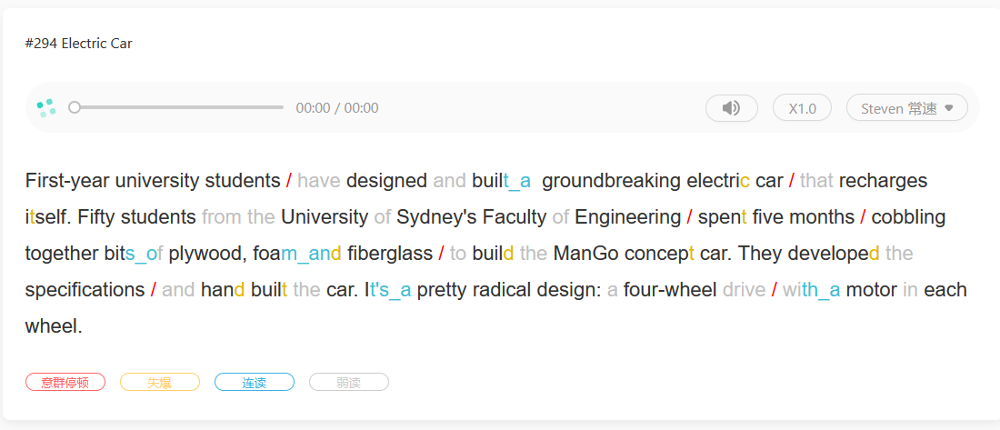 #294 Electric Car
00:00 / 00:00
X1.0
Steven 常速
First-year university students / have designed and built_a groundbreaking electric car / that recharges
itself. Fifty students from the University of Sydney's Faculty of Engineering / spent five months / cobbling
together bits_of plywood, foam_and fiberglass / to build the ManGo concept car. They developed the
specifications / and hand built the car. It's_a pretty radical design: a four-wheel drive / with_a motor in each
wheel.
意群停顿 失爆 连读 弱读